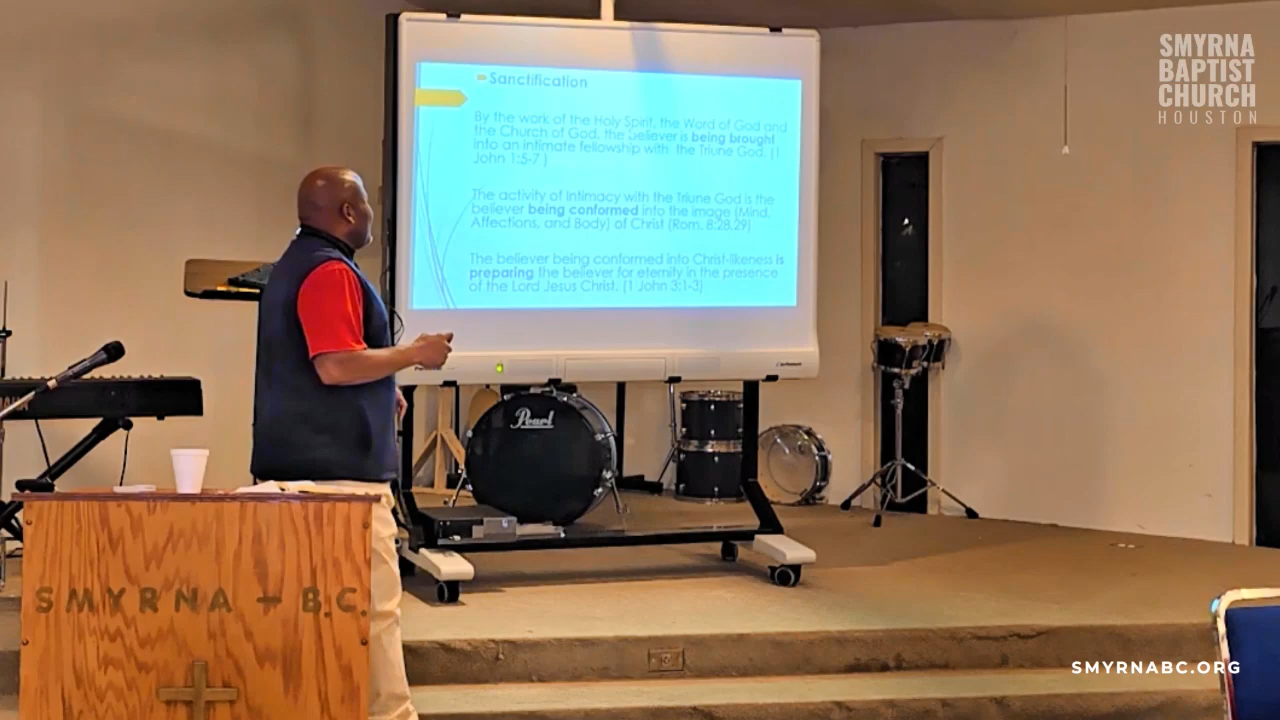 SMYRNA
BAPTIST
CHURCH
HOUSTON
Sanctification
By the work of the Holy Spirit, the Word of God and
the Church of God, the believer is being brought
into an intimate fellowship with the Triune God. (1
John 1:5-7 )
The activity of Intimacy with the Triune God is the
believer being conformed into the image (Mind,
Affections, and Body) of Christ (Rom. 8:28,29)
The believer being conformed into Christ-likeness is
preparing the believer for eternity in the presence
of the Lord Jesus Christ. (1 John 3:1-3)
Pearl
SMYRNA B.C.
SMYRNABC.ORG